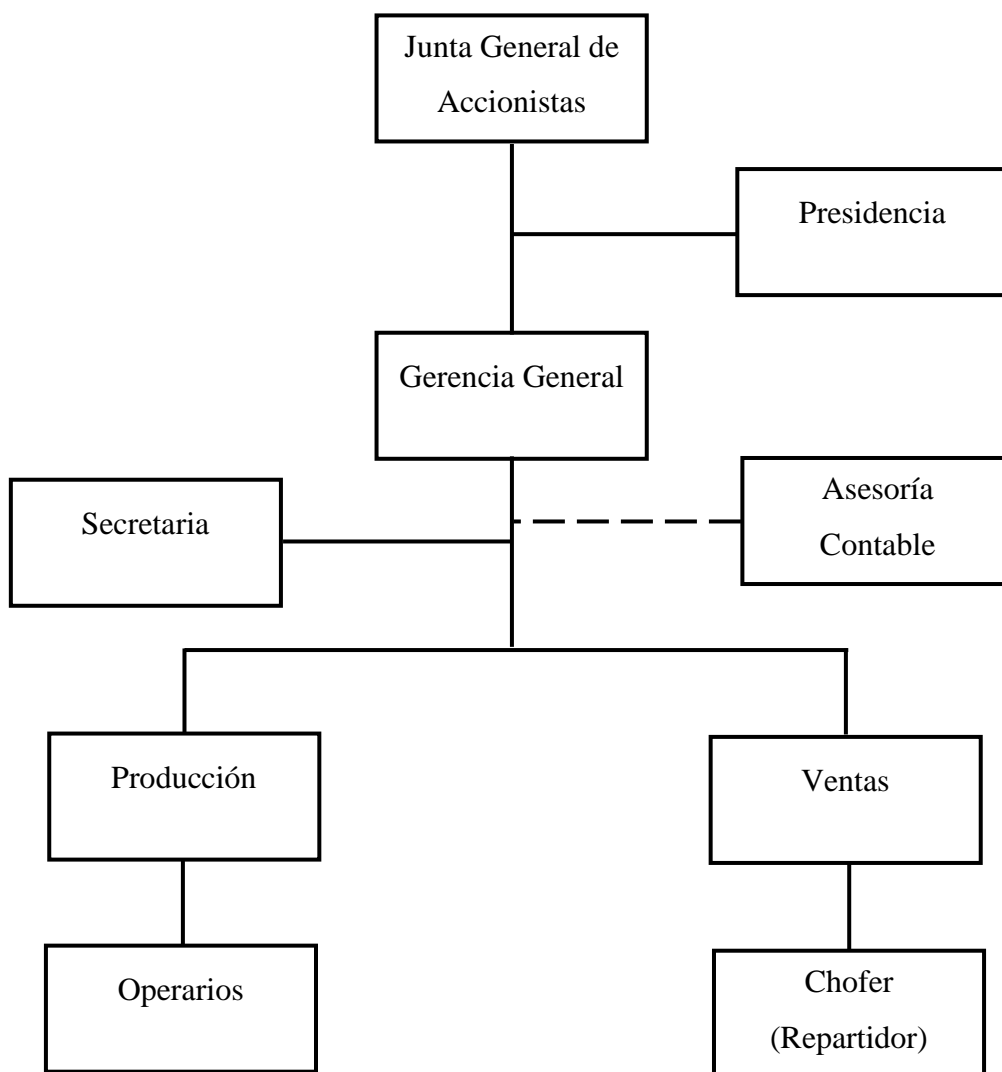 Junta General de
Accionistas
Presidencia
Gerencia General
Secretaria
Asesoría
Contable
Producción
Ventas
Operarios
Chofer
(Repartidor)